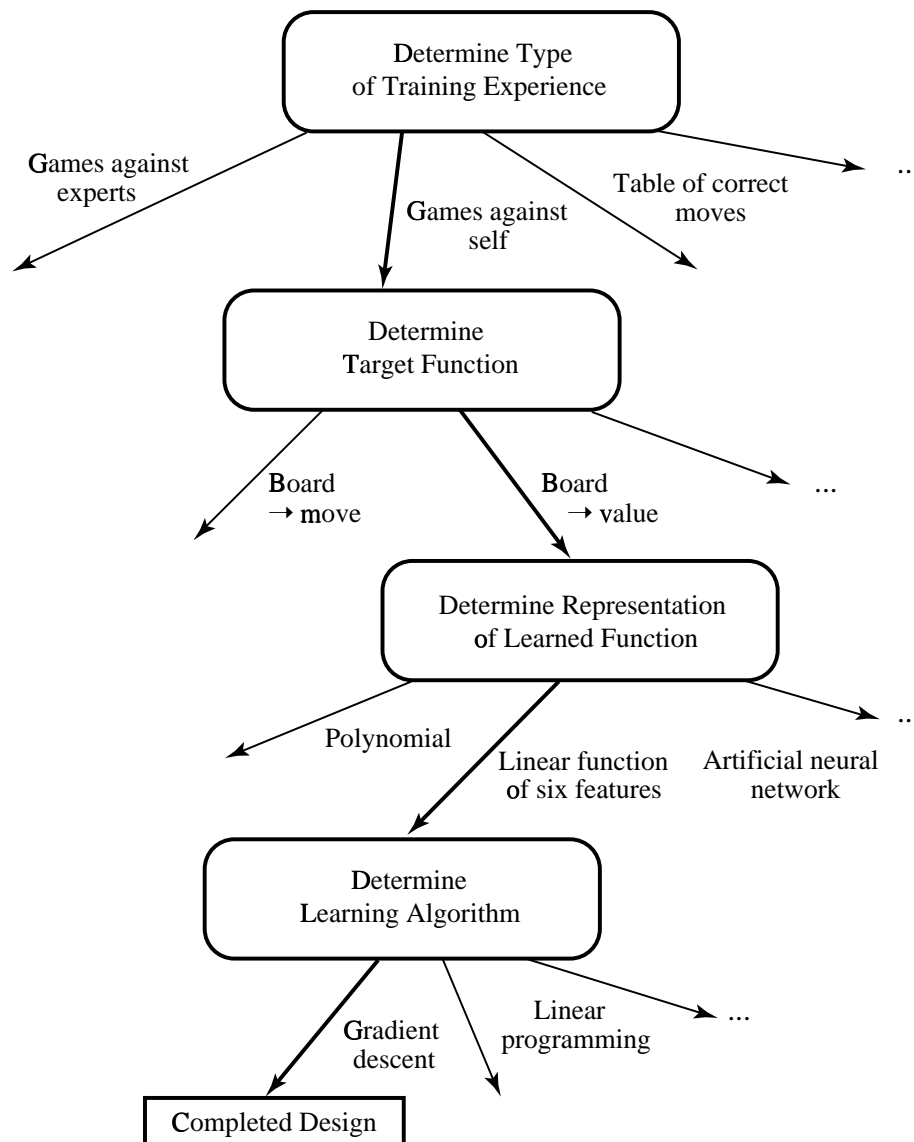 Determine Type
of Training Experience
Games against
experts
Games against
self
Table of correct
moves
..
Determine
Target Function
Board
→ move
Board
→ value
...
Determine Representation
of Learned Function
Polynomial
Linear function
of six features
Artificial neural
network
..
Determine
Learning Algorithm
Gradient
descent
Linear
programming
...
Completed Design